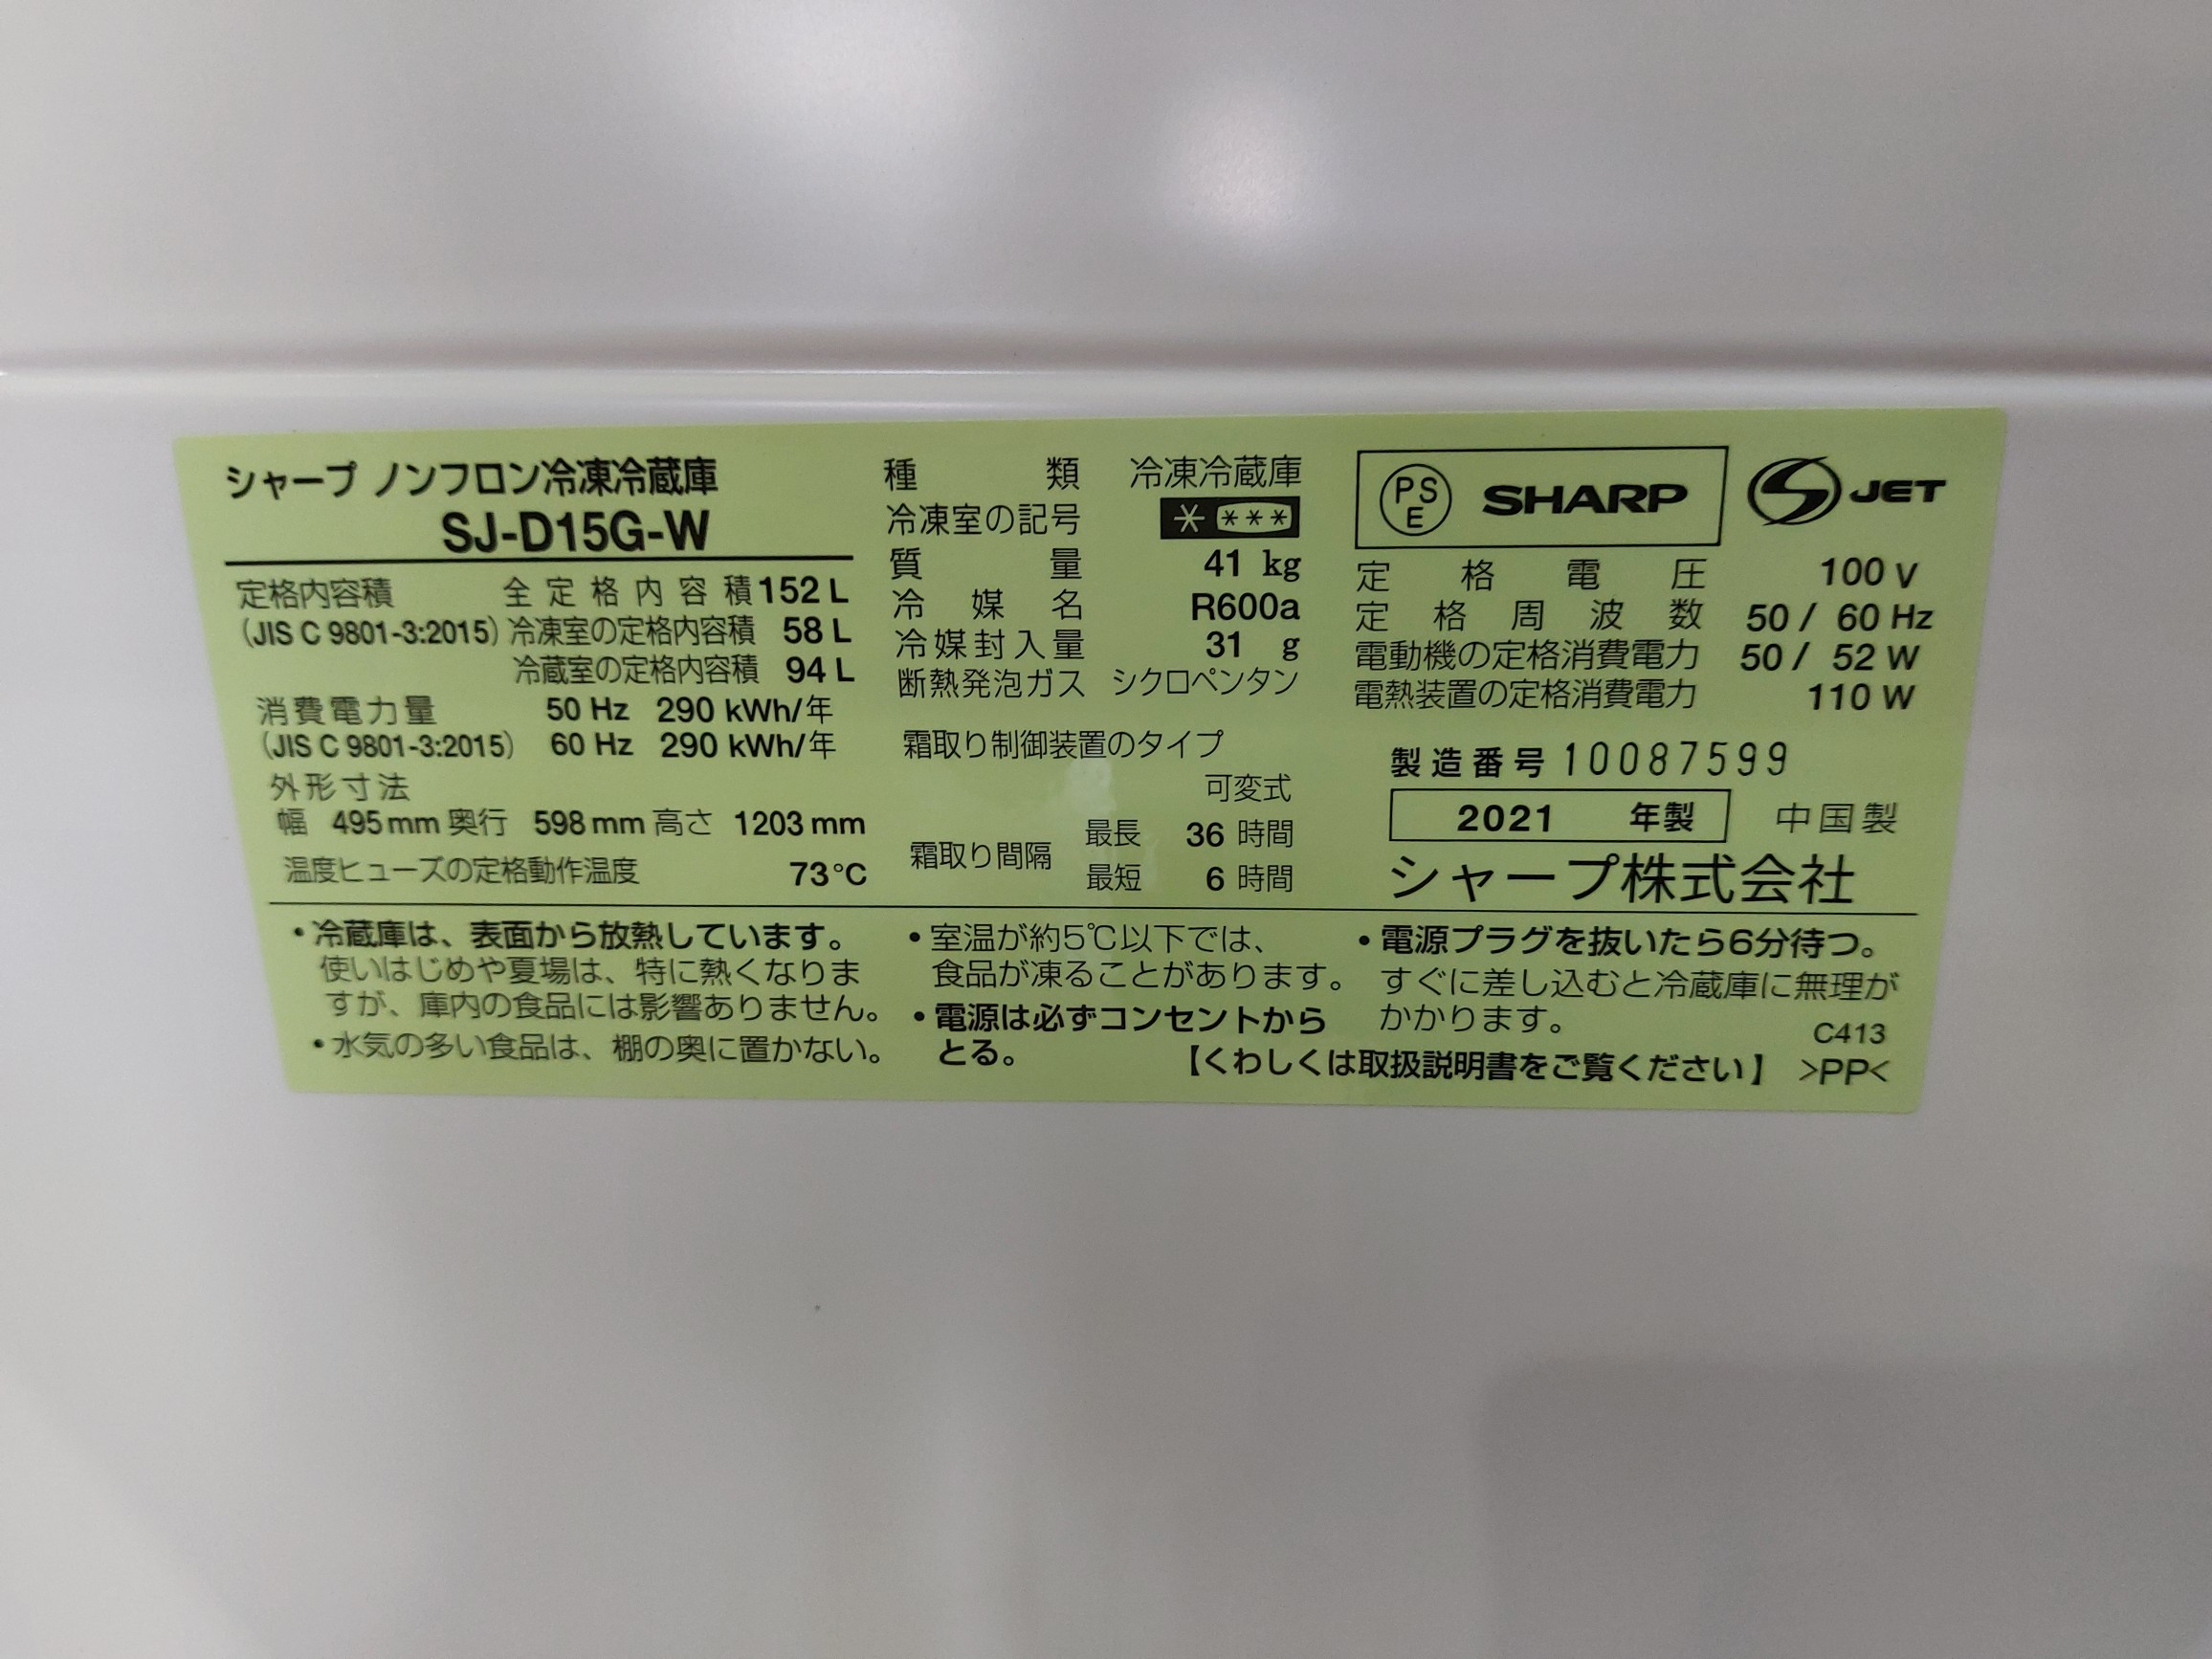 シャープ ノンフロン冷凍冷蔵庫
SJ-D15G-W
定格内容積 全定格内容積 152 L
(JIS C 9801-3:2015) 冷凍室の定格内容積 58 L
冷蔵室の定格内容積 94 L
消費電力量 50 Hz 290 kWh/年
(JIS C 9801-3:2015) 60 Hz 290 kWh/年
外形寸法
幅 495 mm 奥行 598 mm 高さ 1203 mm
温度ヒューズの定格動作温度 73℃
種類 冷凍冷蔵庫
冷凍室の記号 * ***
質量 41 kg
冷媒名 R600a
冷媒封入量 31 g
断熱発泡ガス シクロペンタン
霜取り制御装置のタイプ
可変式
霜取り間隔 最長 36 時間
最短 6 時間
PSE SHARP JET
定格電圧 100 V
定格周波数 50 / 60 Hz
電動機の定格消費電力 50 / 52 W
電熱装置の定格消費電力 110 W
製造番号 10087599
2021 年製 中国製
シャープ株式会社
・冷蔵庫は、表面から放熱しています。
使いはじめや夏場は、特に熱くなりま
すが、庫内の食品には影響ありません。
・水気の多い食品は、棚の奥に置かない。
・室温が約5℃以下では、
食品が凍ることがあります。
・電源は必ずコンセントから
とる。
・電源プラグを抜いたら6分待つ。
すぐに差し込むと冷蔵庫に無理が
かかります。
C413
【くわしくは取扱説明書をご覧ください】 >PP<